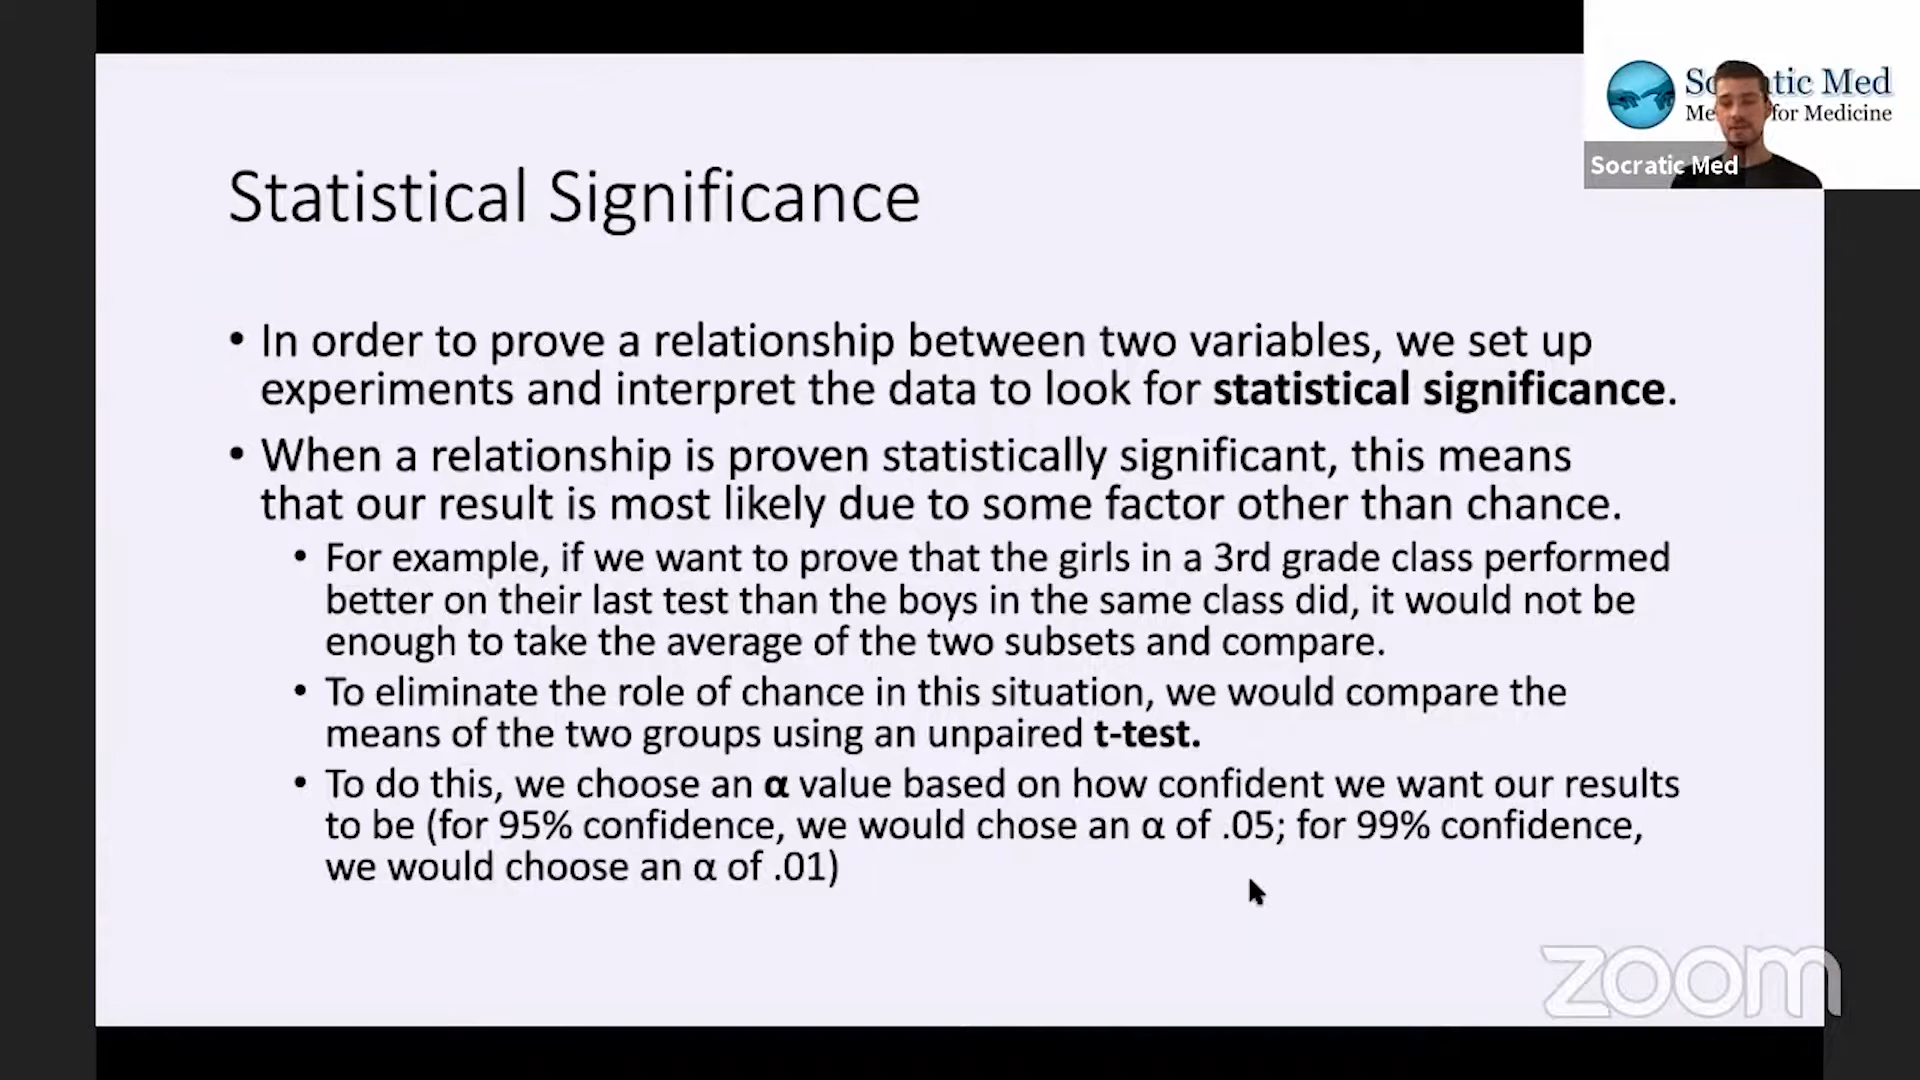 Socratic Med
Statistical Significance
• In order to prove a relationship between two variables, we set up
experiments and interpret the data to look for statistical significance.
• When a relationship is proven statistically significant, this means
that our result is most likely due to some factor other than chance.
• For example, if we want to prove that the girls in a 3rd grade class performed
better on their last test than the boys in the same class did, it would not be
enough to take the average of the two subsets and compare.
• To eliminate the role of chance in this situation, we would compare the
means of the two groups using an unpaired t-test.
• To do this, we choose an α value based on how confident we want our results
to be (for 95% confidence, we would chose an α of .05; for 99% confidence,
we would choose an α of .01)
zoom